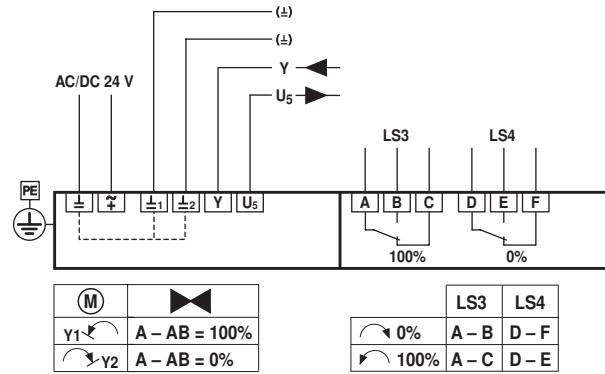 (⊥)
(⊥)
Y
AC/DC 24 V
U5
LS3 LS4
PE
⊥ ~+ ⊥1 ⊥2 Y U5 A B C D E F
100% 0%
M
Y1 A – AB = 100%
Y2 A – AB = 0%
LS3 LS4
0% A – B D – F
100% A – C D – E